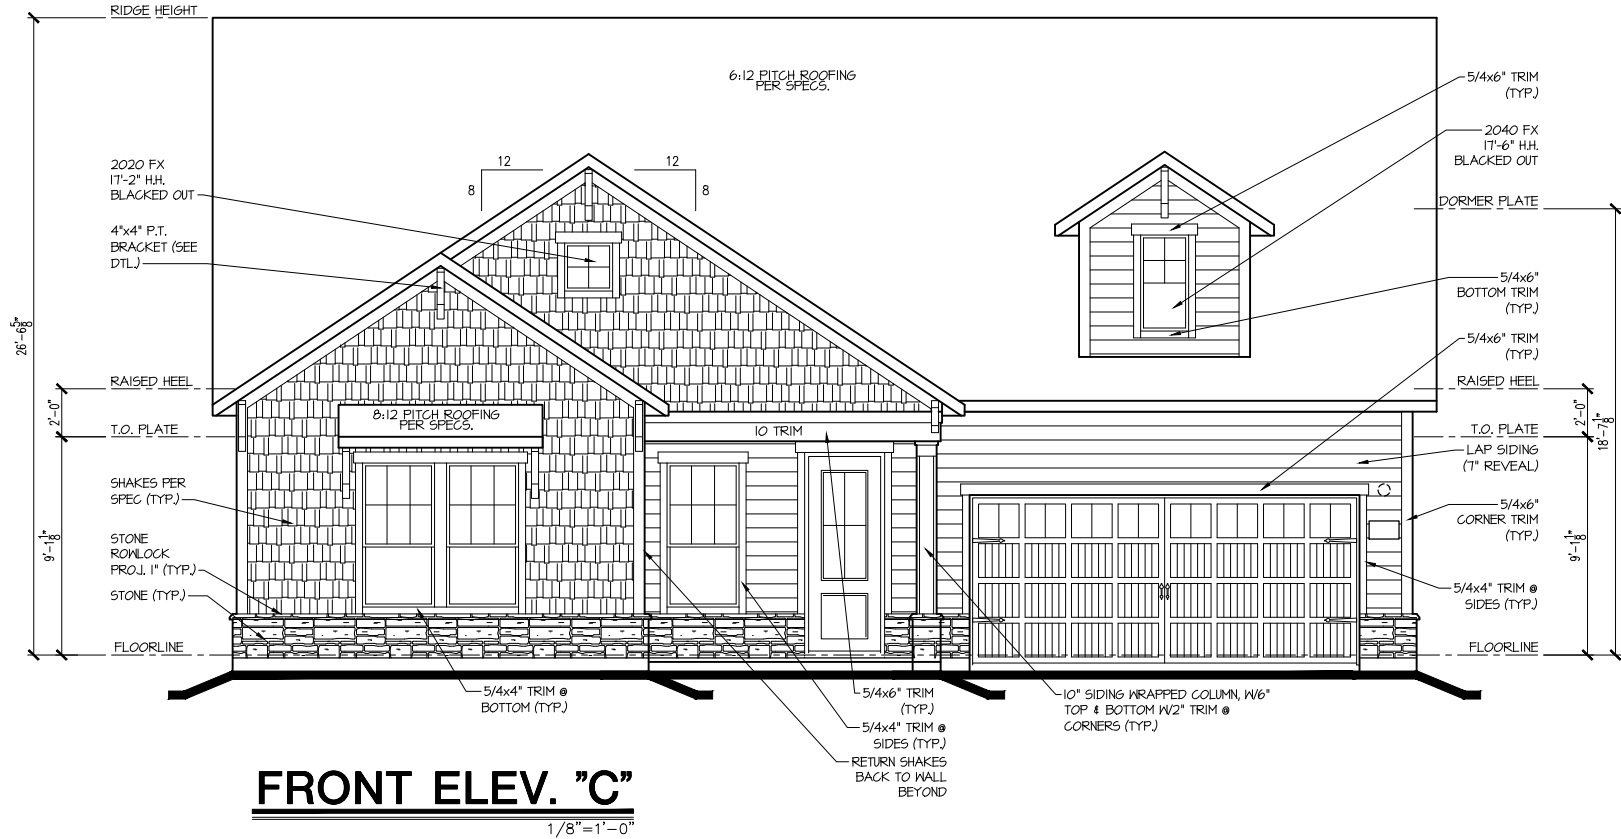 RIDGE HEIGHT
6:12 PITCH ROOFING
PER SPECS.
5/4x6" TRIM
(TYP.)
2020 FX
17'-2" H.H.
BLACKED OUT
12
8
12
8
2040 FX
17'-6" H.H.
BLACKED OUT
4"x4" P.T.
BRACKET (SEE
DTL.)
DORMER PLATE
5/4x6"
BOTTOM TRIM
(TYP.)
26'-6 5/8"
5/4x6" TRIM
(TYP.)
RAISED HEEL
RAISED HEEL
2'-0"
2'-0"
18'-7 1/8"
8:12 PITCH ROOFING
PER SPECS.
T.O. PLATE
10 TRIM
T.O. PLATE
LAP SIDING
(7" REVEAL)
SHAKES PER
SPEC (TYP.)
5/4x6"
CORNER TRIM
(TYP.)
9'-1 1/8"
9'-1 1/8"
STONE
ROWLOCK
PROJ. 1" (TYP.)
STONE (TYP.)
5/4x4" TRIM @
SIDES (TYP.)
FLOORLINE
FLOORLINE
5/4x4" TRIM @
BOTTOM (TYP.)
5/4x6" TRIM
(TYP.)
5/4x4" TRIM @
SIDES (TYP.)
RETURN SHAKES
BACK TO WALL
BEYOND
10" SIDING WRAPPED COLUMN, W/6"
TOP & BOTTOM W/2" TRIM @
CORNERS (TYP.)
FRONT ELEV. "C"
1/8"=1'-0"